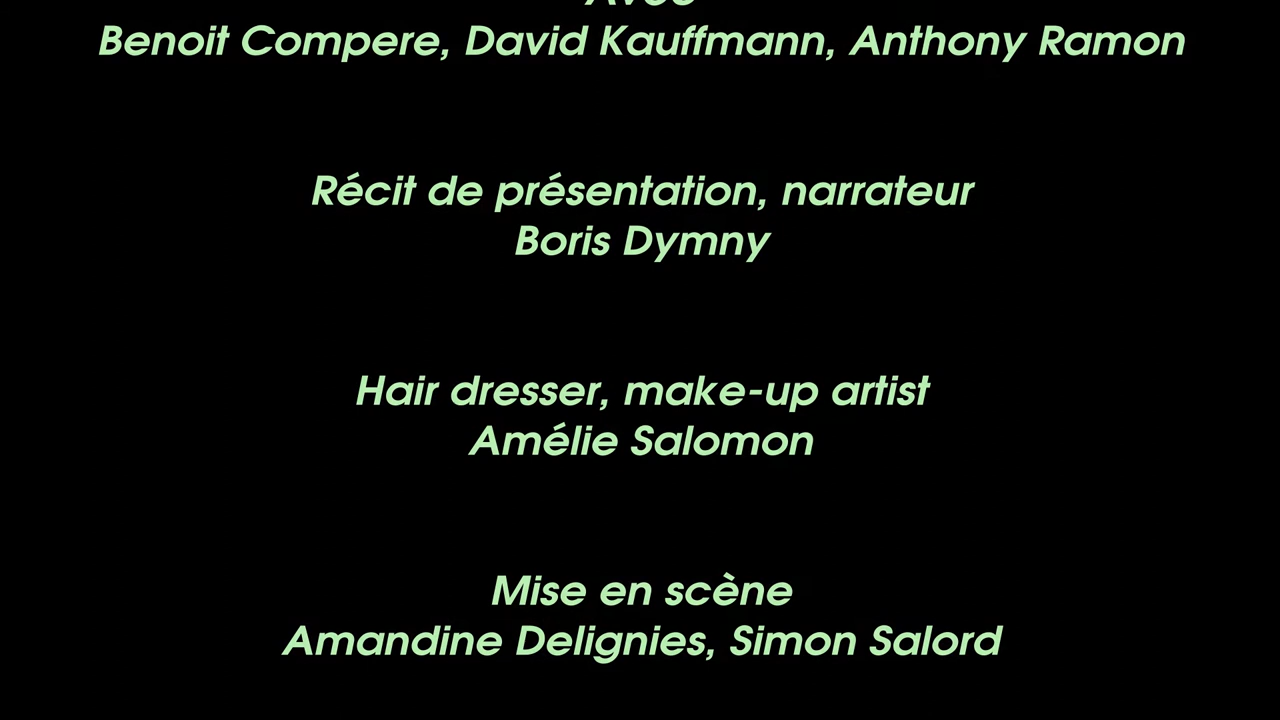 Avec
Benoit Compere, David Kauffmann, Anthony Ramon
Récit de présentation, narrateur
Boris Dymny
Hair dresser, make-up artist
Amélie Salomon
Mise en scène
Amandine Delignies, Simon Salord